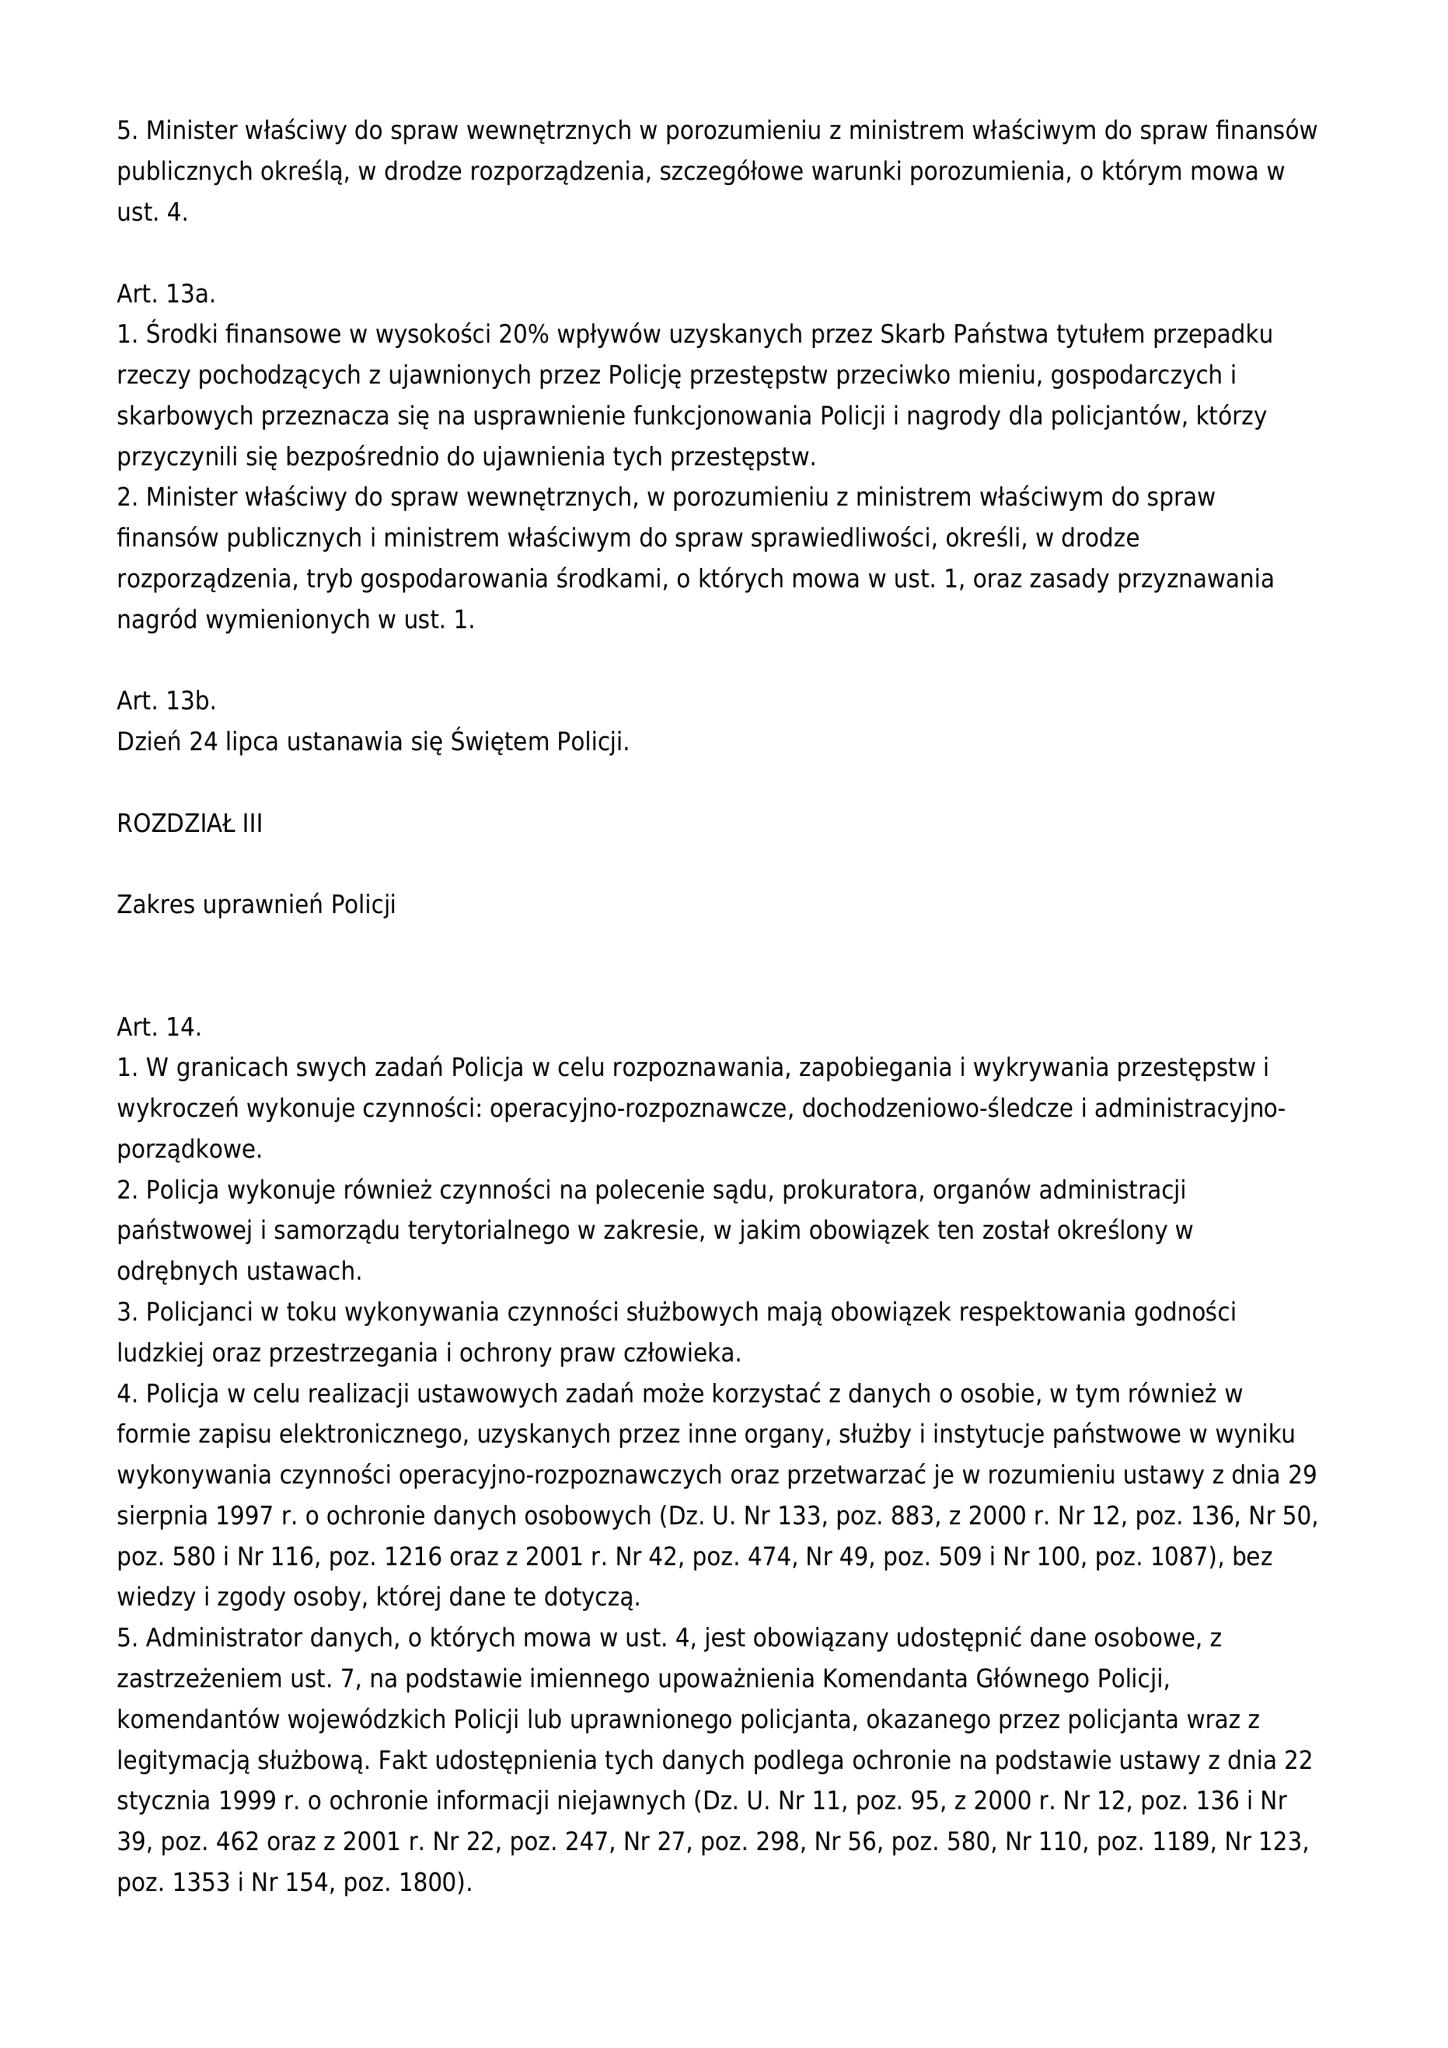 5. Minister właściwy do spraw wewnętrznych w porozumieniu z ministrem właściwym do spraw finansów
publicznych określą, w drodze rozporządzenia, szczegółowe warunki porozumienia, o którym mowa w
ust. 4.
Art. 13a.
1. Środki finansowe w wysokości 20% wpływów uzyskanych przez Skarb Państwa tytułem przepadku
rzeczy pochodzących z ujawnionych przez Policję przestępstw przeciwko mieniu, gospodarczych i
skarbowych przeznacza się na usprawnienie funkcjonowania Policji i nagrody dla policjantów, którzy
przyczynili się bezpośrednio do ujawnienia tych przestępstw.
2. Minister właściwy do spraw wewnętrznych, w porozumieniu z ministrem właściwym do spraw
finansów publicznych i ministrem właściwym do spraw sprawiedliwości, określi, w drodze
rozporządzenia, tryb gospodarowania środkami, o których mowa w ust. 1, oraz zasady przyznawania
nagród wymienionych w ust. 1.
Art. 13b.
Dzień 24 lipca ustanawia się Świętem Policji.
ROZDZIAŁ III
Zakres uprawnień Policji
Art. 14.
1. W granicach swych zadań Policja w celu rozpoznawania, zapobiegania i wykrywania przestępstw i
wykroczeń wykonuje czynności: operacyjno-rozpoznawcze, dochodzeniowo-śledcze i administracyjno-
porządkowe.
2. Policja wykonuje również czynności na polecenie sądu, prokuratora, organów administracji
państwowej i samorządu terytorialnego w zakresie, w jakim obowiązek ten został określony w
odrębnych ustawach.
3. Policjanci w toku wykonywania czynności służbowych mają obowiązek respektowania godności
ludzkiej oraz przestrzegania i ochrony praw człowieka.
4. Policja w celu realizacji ustawowych zadań może korzystać z danych o osobie, w tym również w
formie zapisu elektronicznego, uzyskanych przez inne organy, służby i instytucje państwowe w wyniku
wykonywania czynności operacyjno-rozpoznawczych oraz przetwarzać je w rozumieniu ustawy z dnia 29
sierpnia 1997 r. o ochronie danych osobowych (Dz. U. Nr 133, poz. 883, z 2000 r. Nr 12, poz. 136, Nr 50,
poz. 580 i Nr 116, poz. 1216 oraz z 2001 r. Nr 42, poz. 474, Nr 49, poz. 509 i Nr 100, poz. 1087), bez
wiedzy i zgody osoby, której dane te dotyczą.
5. Administrator danych, o których mowa w ust. 4, jest obowiązany udostępnić dane osobowe, z
zastrzeżeniem ust. 7, na podstawie imiennego upoważnienia Komendanta Głównego Policji,
komendantów wojewódzkich Policji lub uprawnionego policjanta, okazanego przez policjanta wraz z
legitymacją służbową. Fakt udostępnienia tych danych podlega ochronie na podstawie ustawy z dnia 22
stycznia 1999 r. o ochronie informacji niejawnych (Dz. U. Nr 11, poz. 95, z 2000 r. Nr 12, poz. 136 i Nr
39, poz. 462 oraz z 2001 r. Nr 22, poz. 247, Nr 27, poz. 298, Nr 56, poz. 580, Nr 110, poz. 1189, Nr 123,
poz. 1353 i Nr 154, poz. 1800).